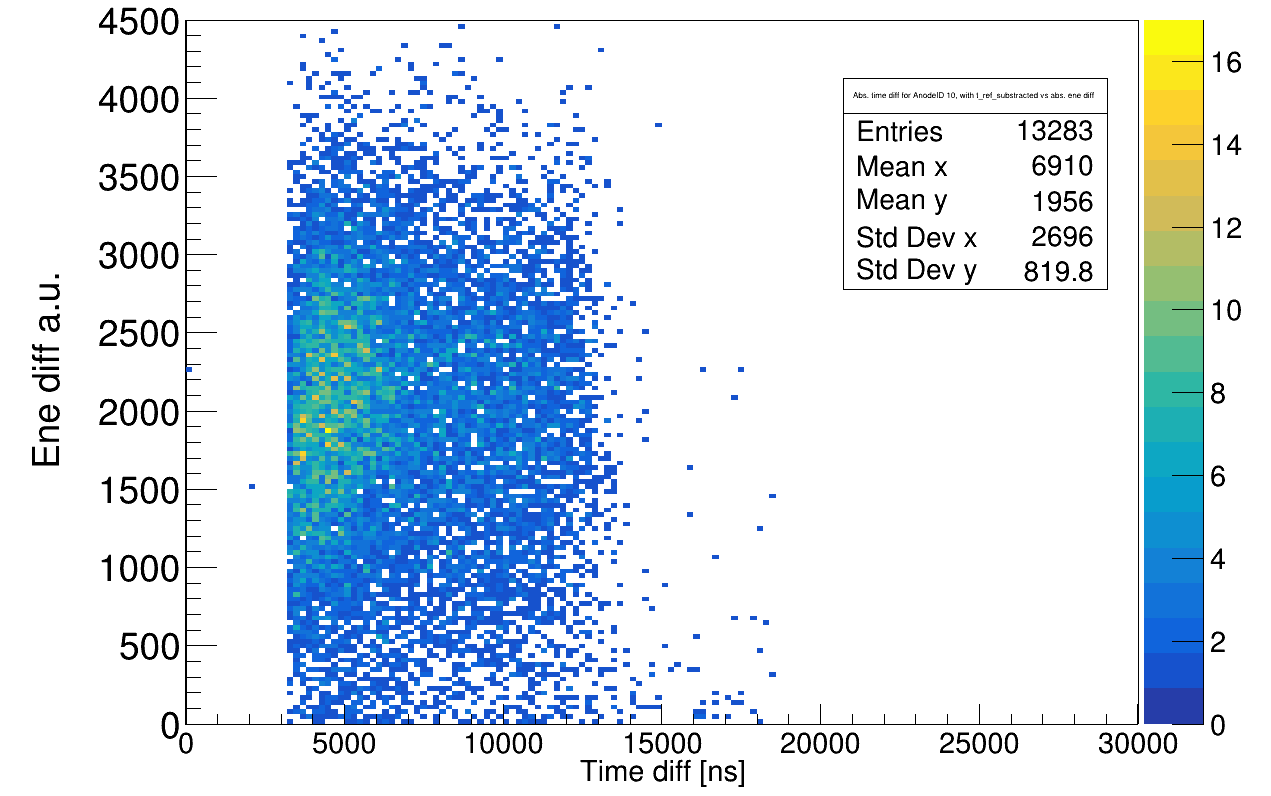 4500
4000
3500
3000
2500
2000
1500
1000
500
0
Ene diff a.u.
0 5000 10000 15000 20000 25000 30000
Time diff [ns]
Abs. time diff for AnodeID 10, with t_ref_substracted vs abs. ene diff
Entries 13283
Mean x 6910
Mean y 1956
Std Dev x 2696
Std Dev y 819.8
16
14
12
10
8
6
4
2
0